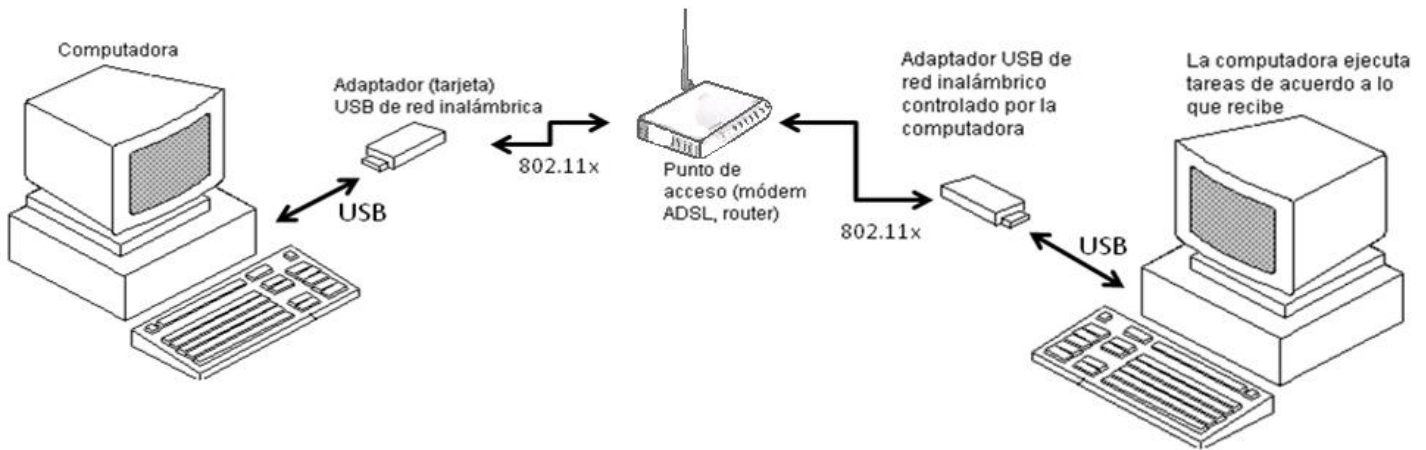 Computadora
Adaptador (tarjeta)
USB de red inalámbrica
USB
802.11x
Punto de
acceso (módem
ADSL, router)
802.11x
Adaptador USB de
red inalámbrico
controlado por la
computadora
USB
La computadora ejecuta
tareas de acuerdo a lo
que recibe